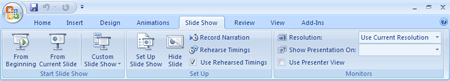 Home Insert Design Animations Slide Show Review View Add-Ins
From Beginning
From Current Slide
Custom Slide Show
Start Slide Show
Set Up Slide Show
Hide Slide
Record Narration
Rehearse Timings
Use Rehearsed Timings
Set Up
Resolution: Use Current Resolution
Show Presentation On:
Use Presenter View
Monitors